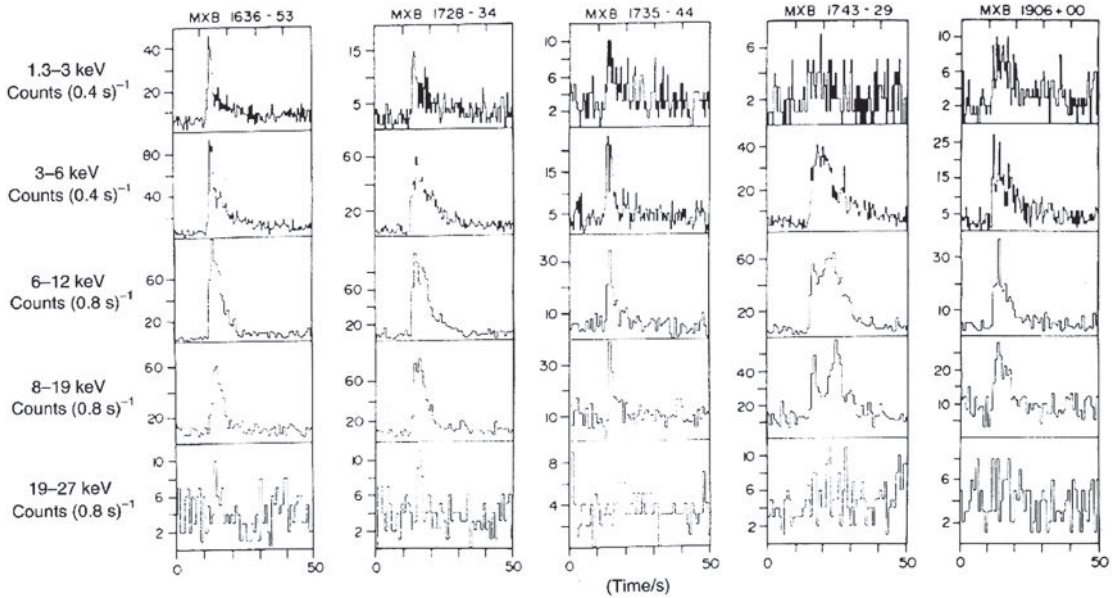 MXB 1636-53 MXB 1728-34 MXB 1735-44 MXB 1743-29 MXB 1906+00
1.3–3 keV
Counts (0.4 s)⁻¹
40 20
15 5
10 6 2
6 2
10 6 2
3–6 keV
Counts (0.4 s)⁻¹
80 40
60 20
15 5
40 20
25 15 5
6–12 keV
Counts (0.8 s)⁻¹
60 20
60 20
30 10
60 20
30 10
8–19 keV
Counts (0.8 s)⁻¹
60 20
60 20
30 10
40 20
20 10
19–27 keV
Counts (0.8 s)⁻¹
10 6 2
10 6 2
8 4
10 6 2
10 6 2
0 50 0 50 0 50 0 50 0 50
(Time/s)